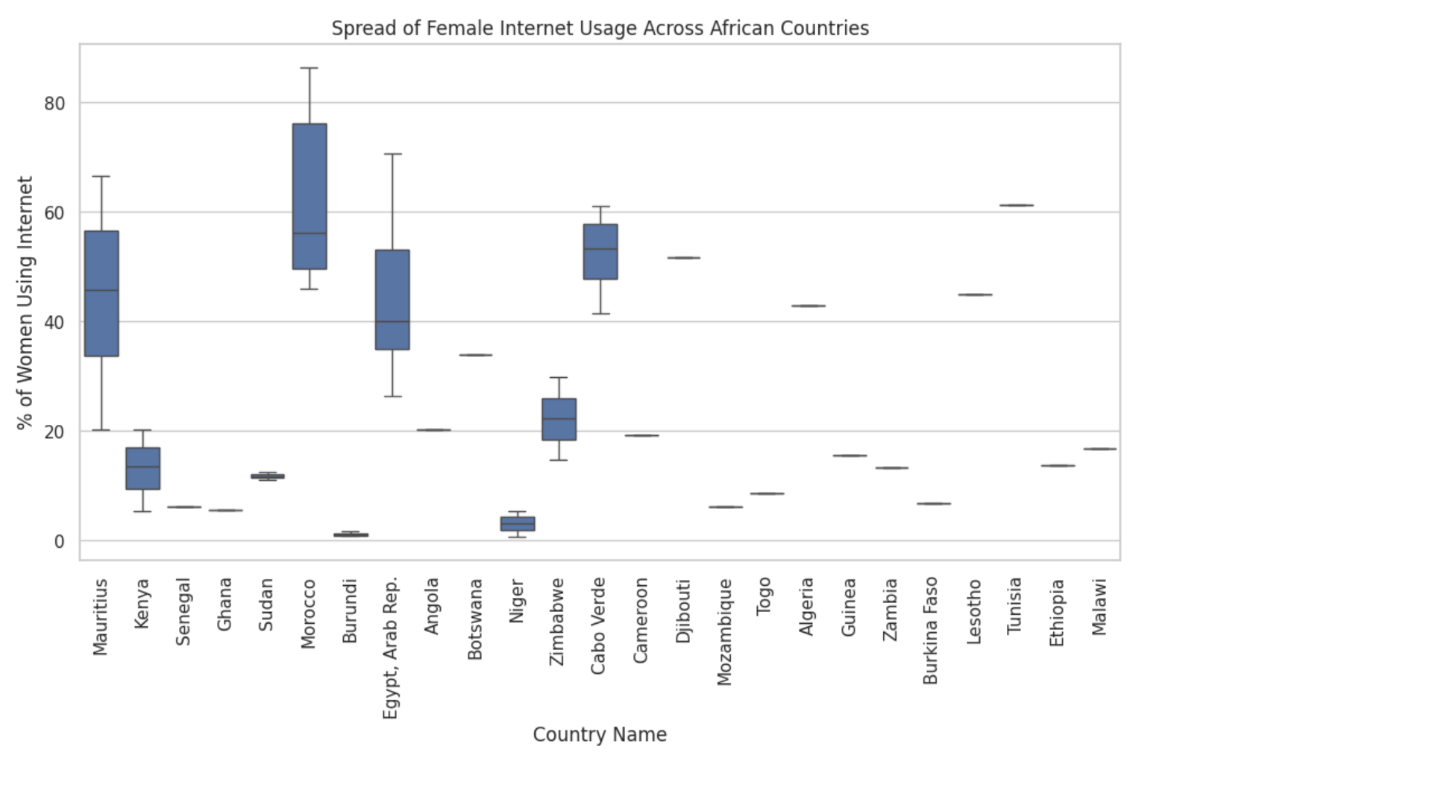 Spread of Female Internet Usage Across African Countries
% of Women Using Internet
80
60
40
20
0
Mauritius
Kenya
Senegal
Ghana
Sudan
Morocco
Burundi
Egypt, Arab Rep.
Angola
Botswana
Niger
Zimbabwe
Cabo Verde
Cameroon
Djibouti
Mozambique
Togo
Algeria
Guinea
Zambia
Burkina Faso
Lesotho
Tunisia
Ethiopia
Malawi
Country Name